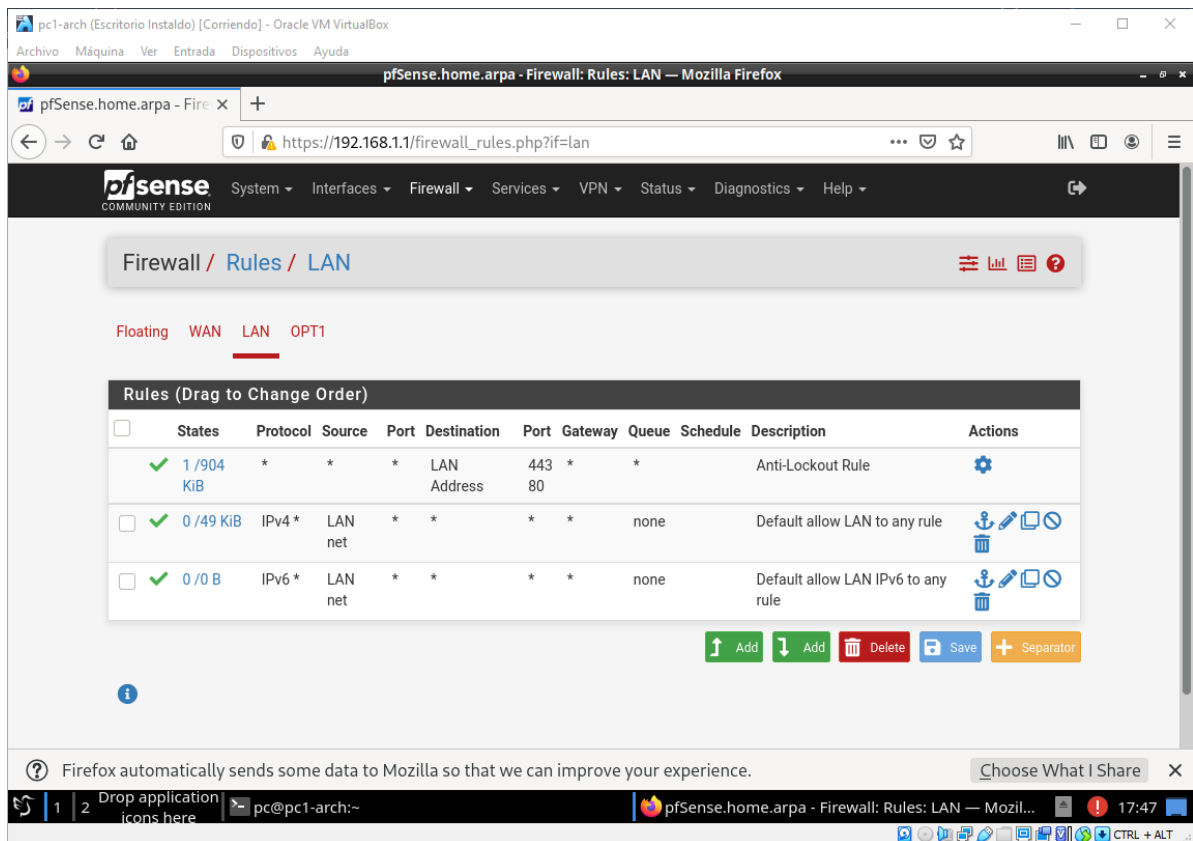 pc1-arch (Escritorio Instaldo) [Corriendo] - Oracle VM VirtualBox
Archivo Máquina Ver Entrada Dispositivos Ayuda
pfSense.home.arpa - Firewall: Rules: LAN — Mozilla Firefox
pfSense.home.arpa - Fire
https://192.168.1.1/firewall_rules.php?if=lan
pfsense System Interfaces Firewall Services VPN Status Diagnostics Help
COMMUNITY EDITION
Firewall / Rules / LAN
Floating WAN LAN OPT1
Rules (Drag to Change Order)
States Protocol Source Port Destination Port Gateway Queue Schedule Description Actions
1 /904 * * * LAN 443 * * Anti-Lockout Rule
KiB Address 80
0 /49 KiB IPv4 * LAN * * * * none Default allow LAN to any rule
net
0 /0 B IPv6 * LAN * * * * none Default allow LAN IPv6 to any
net rule
Add Add Delete Save Separator
Firefox automatically sends some data to Mozilla so that we can improve your experience. Choose What I Share
1 2 Drop application pc@pc1-arch:~ pfSense.home.arpa - Firewall: Rules: LAN — Mozil... 17:47
icons here
CTRL + ALT